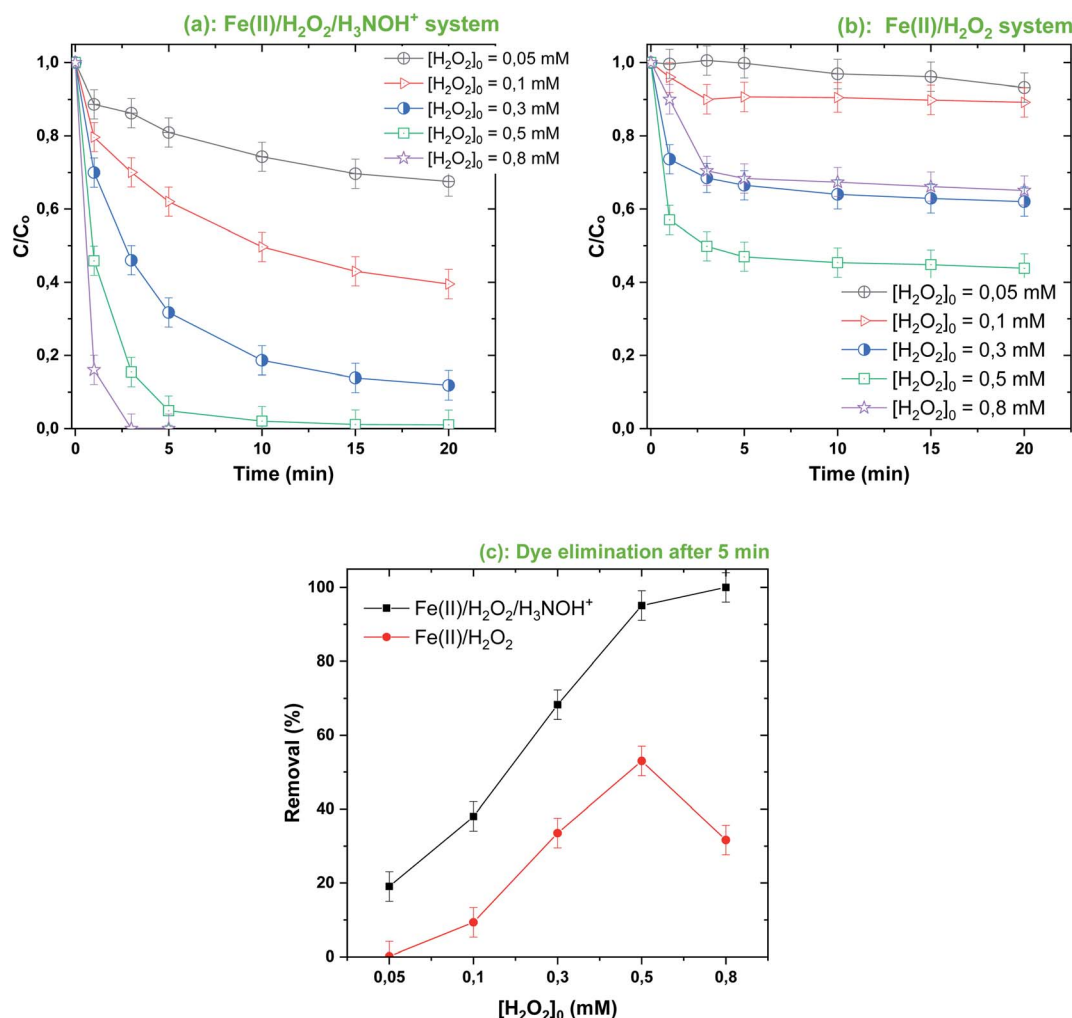 (a): Fe(II)/H₂O₂/H₃NOH⁺ system
1,0
0,8
0,6
0,4
0,2
0,0
C/Cₒ
[H₂O₂]₀ = 0,05 mM
[H₂O₂]₀ = 0,1 mM
[H₂O₂]₀ = 0,3 mM
[H₂O₂]₀ = 0,5 mM
[H₂O₂]₀ = 0,8 mM
0 5 10 15 20
Time (min)
(b): Fe(II)/H₂O₂ system
1,0
0,8
0,6
0,4
0,2
0,0
C/Cₒ
[H₂O₂]₀ = 0,05 mM
[H₂O₂]₀ = 0,1 mM
[H₂O₂]₀ = 0,3 mM
[H₂O₂]₀ = 0,5 mM
[H₂O₂]₀ = 0,8 mM
0 5 10 15 20
Time (min)
(c): Dye elimination after 5 min
100
80
60
40
20
0
Removal (%)
Fe(II)/H₂O₂/H₃NOH⁺
Fe(II)/H₂O₂
0,05 0,1 0,3 0,5 0,8
[H₂O₂]₀ (mM)